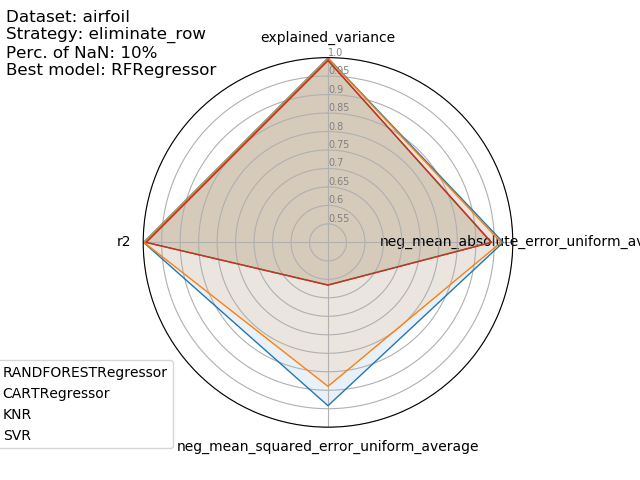 Dataset: airfoil
Strategy: eliminate_row
Perc. of NaN: 10%
Best model: RFRegressor
explained_variance
1.0
0.95
0.9
0.85
0.8
0.75
0.7
0.65
0.6
0.55
r2
neg_mean_absolute_error_uniform_av
RANDFORESTRegressor
CARTRegressor
KNR
SVR
neg_mean_squared_error_uniform_average